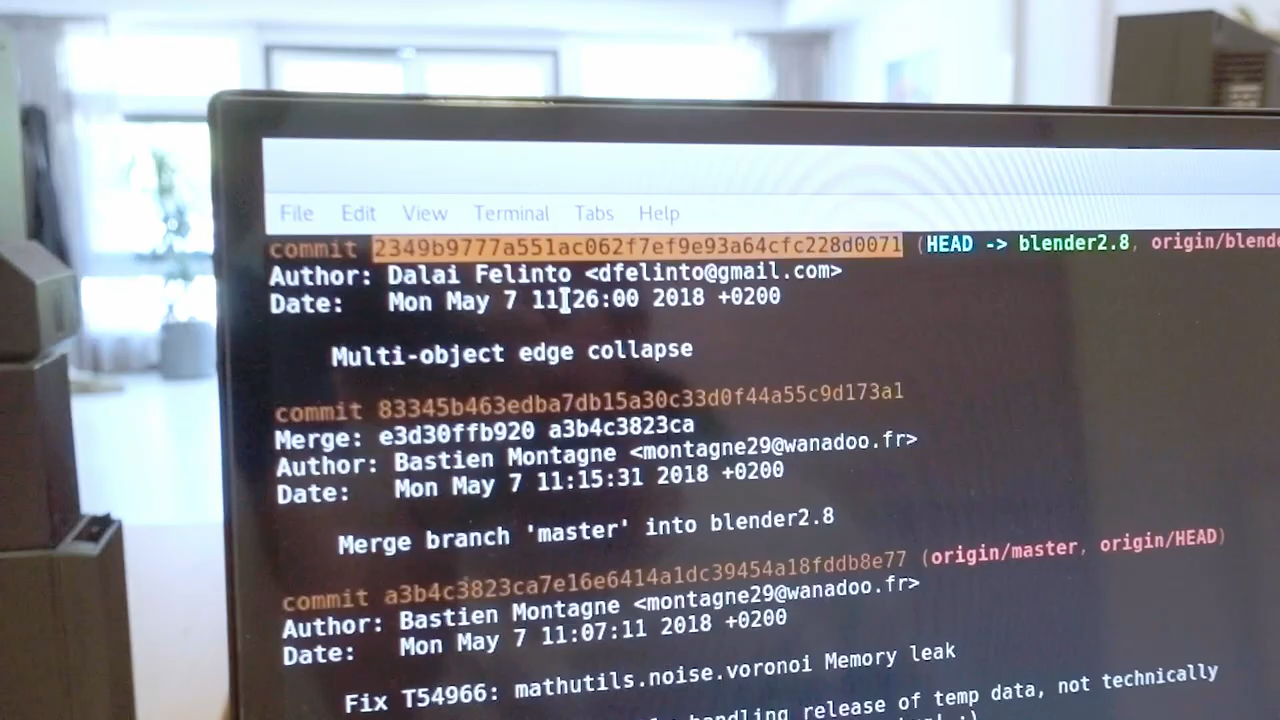 File Edit View Terminal Tabs Help
commit 2349b9777a551ac062f7ef9e93a64cfc228d0071 (HEAD -> blender2.8, origin/blende
Author: Dalai Felinto <dfelinto@gmail.com>
Date: Mon May 7 11:26:00 2018 +0200
Multi-object edge collapse
commit 83345b463edba7db15a30c33d0f44a55c9d173a1
Merge: e3d30ffb920 a3b4c3823ca
Author: Bastien Montagne <montagne29@wanadoo.fr>
Date: Mon May 7 11:15:31 2018 +0200
Merge branch 'master' into blender2.8
commit a3b4c3823ca7e16e6414a1dc39454a18fddb8e77 (origin/master, origin/HEAD)
Author: Bastien Montagne <montagne29@wanadoo.fr>
Date: Mon May 7 11:07:11 2018 +0200
Fix T54966: mathutils.noise.voronoi Memory leak
handling release of temp data, not technically